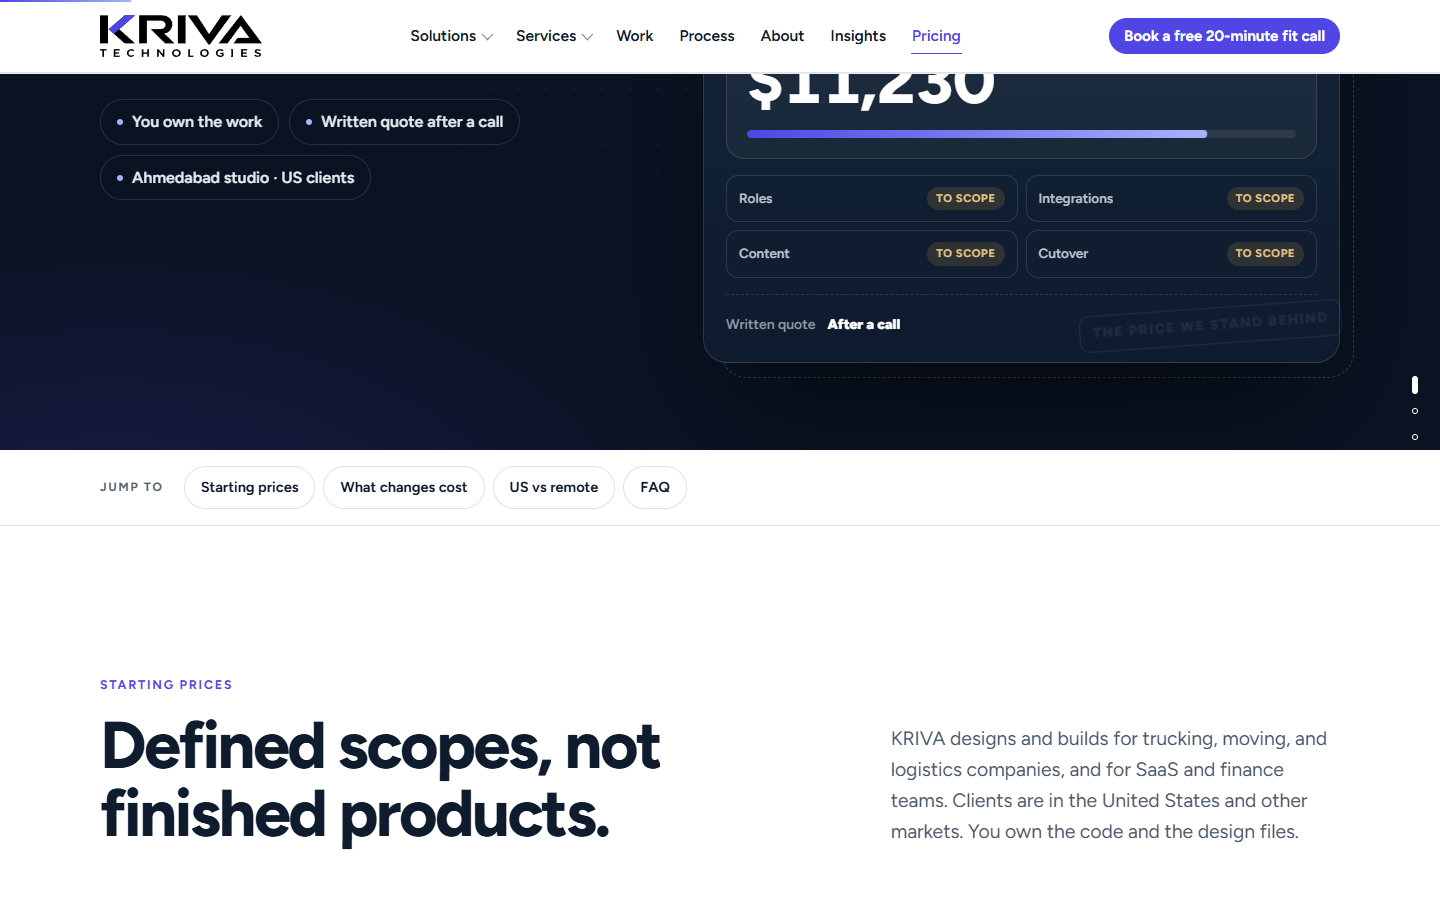 KRIVA
TECHNOLOGIES
Solutions
Services
Work
Process
About
Insights
Pricing
Book a free 20-minute fit call
$11,230
You own the work
Written quote after a call
Ahmedabad studio · US clients
Roles
TO SCOPE
Integrations
TO SCOPE
Content
TO SCOPE
Cutover
TO SCOPE
Written quote
After a call
THE PRICE WE STAND BEHIND
JUMP TO
Starting prices
What changes cost
US vs remote
FAQ
STARTING PRICES
Defined scopes, not
finished products.
KRIVA designs and builds for trucking, moving, and
logistics companies, and for SaaS and finance
teams. Clients are in the United States and other
markets. You own the code and the design files.